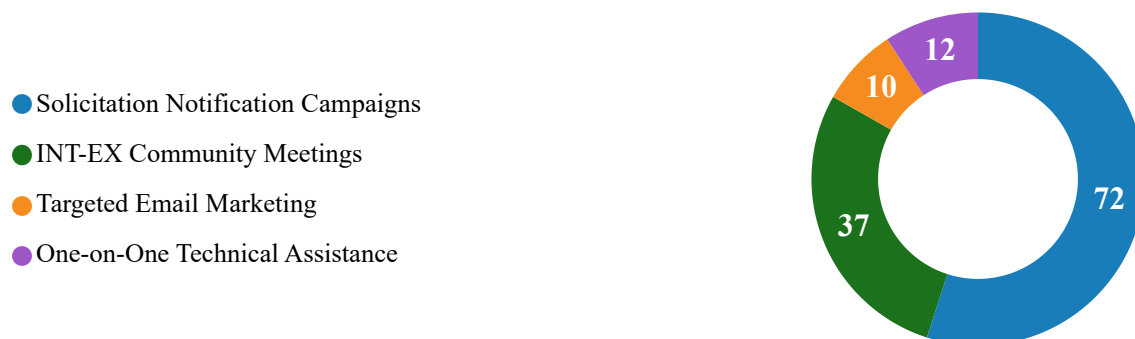 Solicitation Notification Campaigns
INT-EX Community Meetings
Targeted Email Marketing
One-on-One Technical Assistance
12
10
72
37